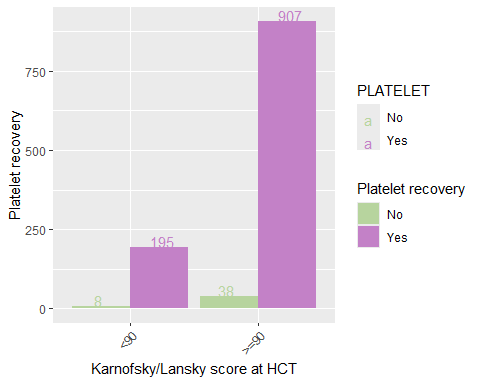 907
195
8
38
750
500
250
0
Platelet recovery
<90
>=90
Karnofsky/Lansky score at HCT
PLATELET
a No
a Yes
Platelet recovery
No
Yes